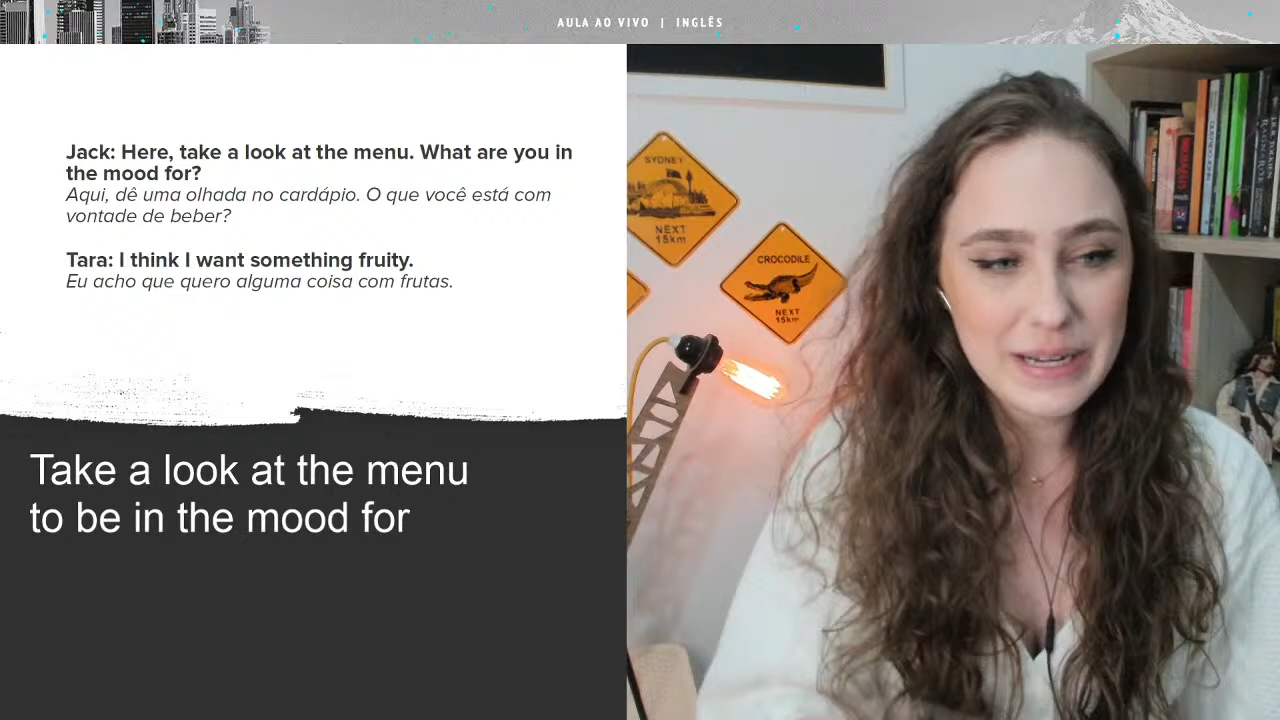 AULA AO VIVO | INGLÊS
Jack: Here, take a look at the menu. What are you in
the mood for?
Aqui, dê uma olhada no cardápio. O que você está com
vontade de beber?
Tara: I think I want something fruity.
Eu acho que quero alguma coisa com frutas.
Take a look at the menu
to be in the mood for
SYDNEY
NEXT
15km
CROCODILE
NEXT
15km
RAGNAROK